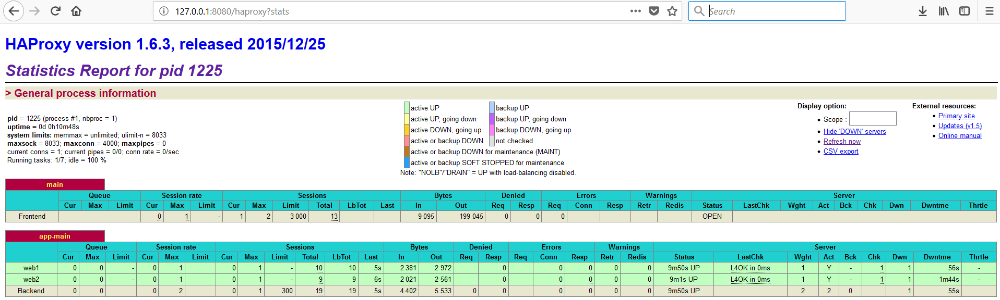 127.0.0.1:8080/haproxy?stats Search
HAProxy version 1.6.3, released 2015/12/25
Statistics Report for pid 1225
> General process information
pid = 1225 (process #1, nbproc = 1)
uptime = 0d 0h10m48s
system limits: memmax = unlimited; ulimit-n = 8033
maxsock = 8033; maxconn = 4000; maxpipes = 0
current conns = 1; current pipes = 0/0; conn rate = 0/sec
Running tasks: 1/7; idle = 100 %
active UP backup UP
active UP, going down backup UP, going down
active DOWN, going up backup DOWN, going up
active or backup DOWN not checked
active or backup DOWN for maintenance (MAINT)
active or backup SOFT STOPPED for maintenance
Note: "NOLB"/"DRAIN" = UP with load-balancing disabled.
Display option:
• Scope :
• Hide 'DOWN' servers
• Refresh now
• CSV export
External resources:
• Primary site
• Updates (v1.5)
• Online manual
main
Queue Session rate Sessions Bytes Denied Errors Warnings Server
Cur Max Limit Cur Max Limit Cur Max Limit Total LbTot Last In Out Req Resp Req Conn Resp Retr Redis Status LastChk Wght Act Bck Chk Dwn Dwntme Thrtle
Frontend 0 1 - 1 2 3 000 13 9 095 199 045 0 0 0 OPEN
app-main
Queue Session rate Sessions Bytes Denied Errors Warnings Server
Cur Max Limit Cur Max Limit Cur Max Limit Total LbTot Last In Out Req Resp Req Conn Resp Retr Redis Status LastChk Wght Act Bck Chk Dwn Dwntme Thrtle
web1 0 0 - 0 1 0 1 - 10 10 5s 2 381 2 972 0 0 0 0 0 9m50s UP L4OK in 0ms 1 Y - 1 1 56s -
web2 0 0 - 0 1 0 1 - 9 9 6s 2 021 2 561 0 0 0 0 0 9m1s UP L4OK in 0ms 1 Y - 1 1 1m44s -
Backend 0 0 0 2 0 1 300 19 19 5s 4 402 5 533 0 0 0 0 0 0 9m50s UP 2 2 0 1 55s